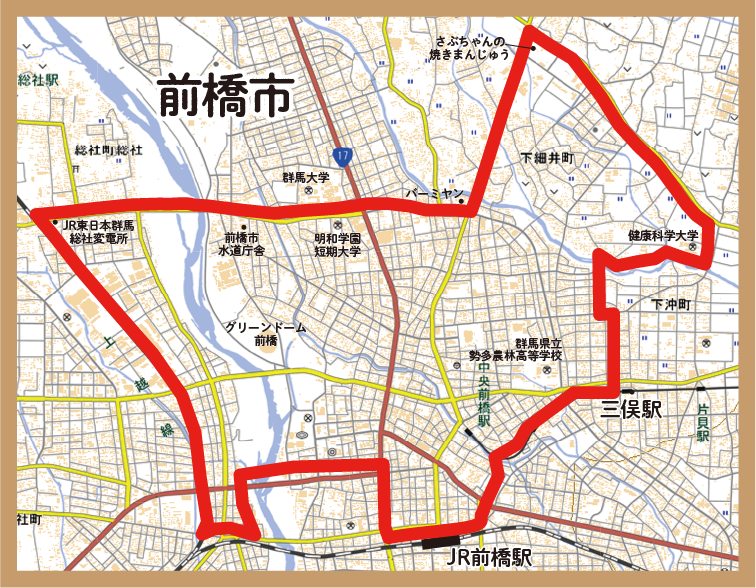 さぶちゃんの
焼きまんじゅう
総社駅
前橋市
総社町総社
17
下細井町
群馬大学
バーミヤン
JR東日本群馬
総社変電所
前橋市
水道庁舎
明和学園
短期大学
健康科学大学
下沖町
グリーンドーム
前橋
群馬県立
勢多農林高等学校
上越線
中央前橋駅
三俣駅
片貝駅
社町
JR前橋駅